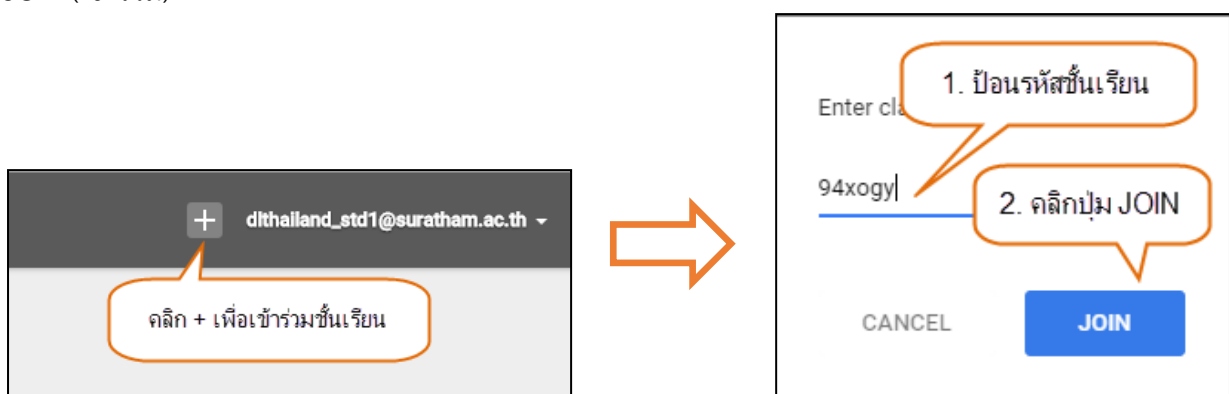 + dlthailand_std1@suratham.ac.th
คลิก + เพื่อเข้าร่วมชั้นเรียน
1. ป้อนรหัสชั้นเรียน
Enter cla
94xogy
2. คลิกปุ่ม JOIN
CANCEL JOIN